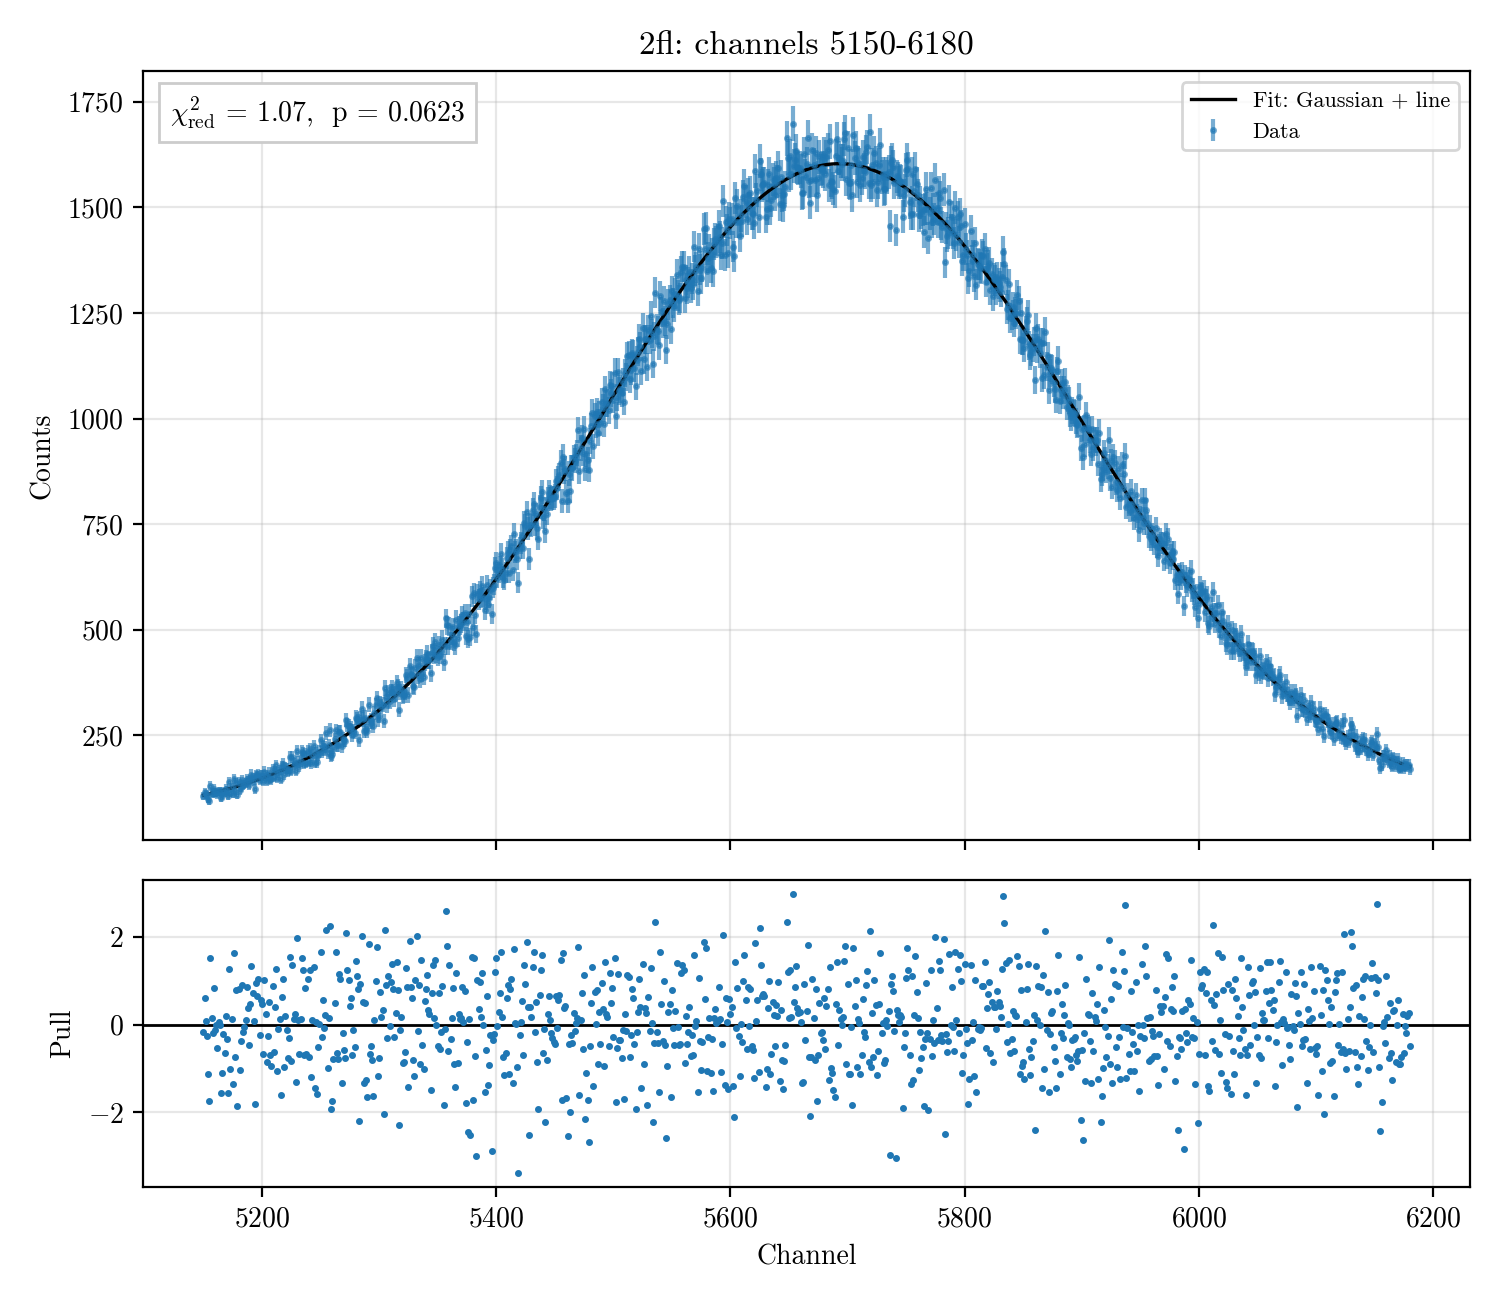 2fl: channels 5150-6180
χ²red = 1.07, p = 0.0623
Fit: Gaussian + line
Data
1750
1500
1250
1000
750
500
250
Counts
2
0
−2
Pull
5200 5400 5600 5800 6000 6200
Channel